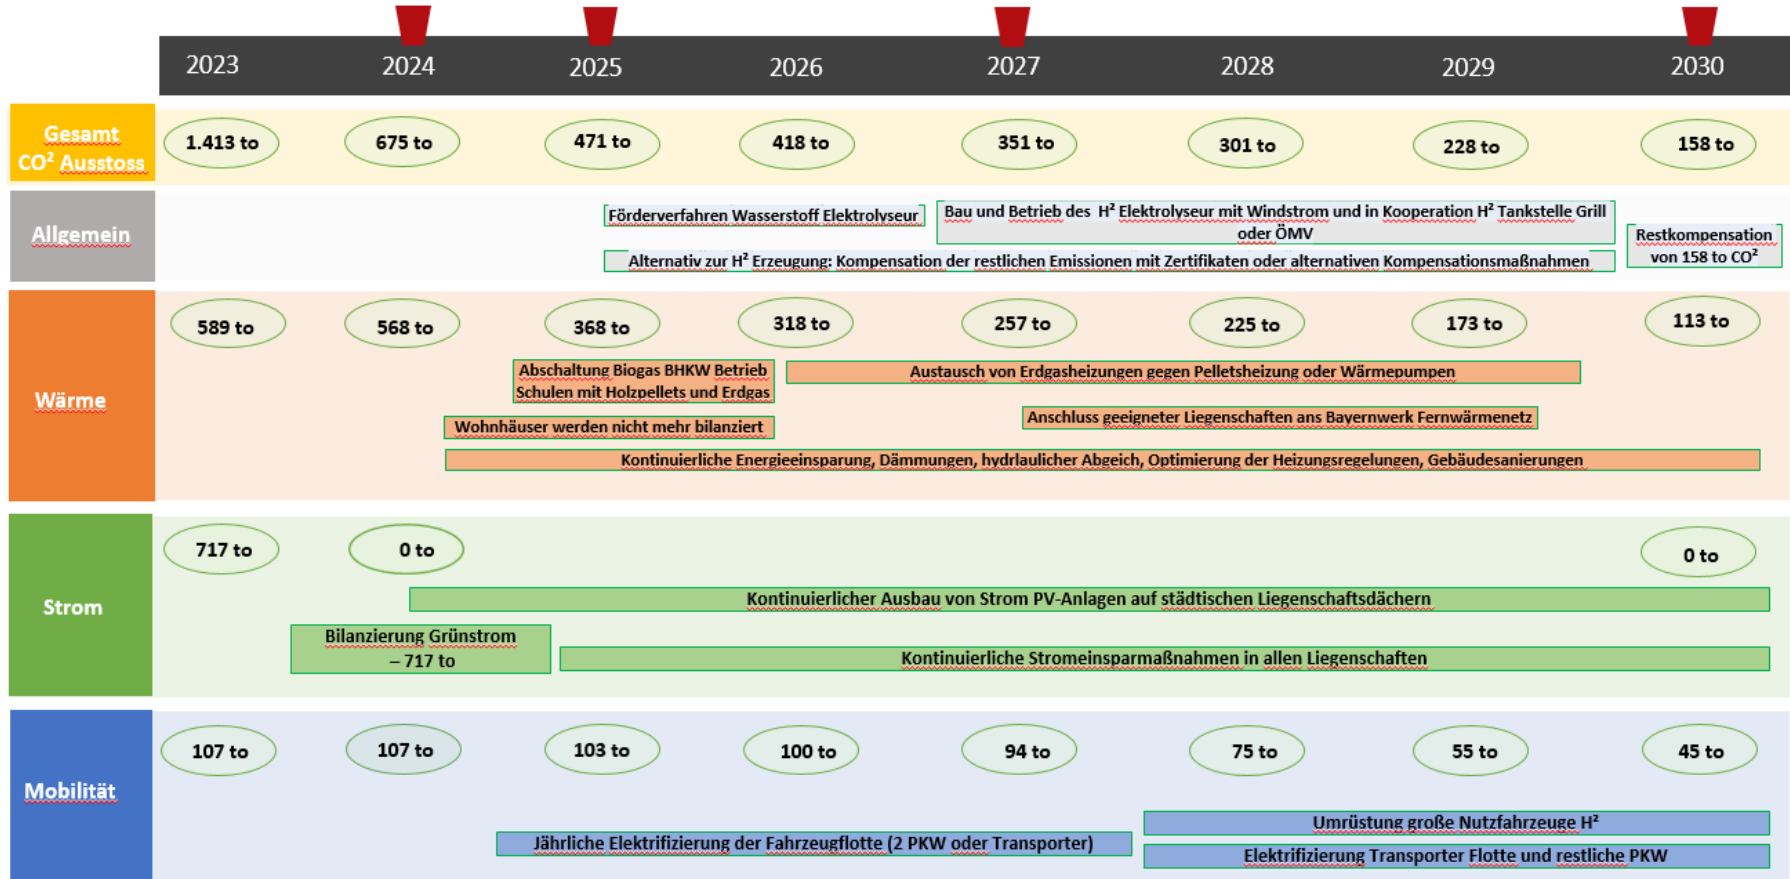 2023 2024 2025 2026 2027 2028 2029 2030
Gesamt
CO² Ausstoss
1.413 to 675 to 471 to 418 to 351 to 301 to 228 to 158 to
Allgemein
Förderverfahren Wasserstoff Elektrolyseur
Bau und Betrieb des H² Elektrolyseur mit Windstrom und in Kooperation H² Tankstelle Grill
oder ÖMV
Alternativ zur H² Erzeugung: Kompensation der restlichen Emissionen mit Zertifikaten oder alternativen Kompensationsmaßnahmen
Restkompensation
von 158 to CO²
Wärme
589 to 568 to 368 to 318 to 257 to 225 to 173 to 113 to
Abschaltung Biogas BHKW Betrieb
Schulen mit Holzpellets und Erdgas
Austausch von Erdgasheizungen gegen Pelletsheizung oder Wärmepumpen
Wohnhäuser werden nicht mehr bilanziert
Anschluss geeigneter Liegenschaften ans Bayernwerk Fernwärmenetz
Kontinuierliche Energieeinsparung, Dämmungen, hydrlaulicher Abgeich, Optimierung der Heizungsregelungen, Gebäudesanierungen
Strom
717 to 0 to 0 to
Kontinuierlicher Ausbau von Strom PV-Anlagen auf städtischen Liegenschaftsdächern
Bilanzierung Grünstrom
– 717 to
Kontinuierliche Stromeinsparmaßnahmen in allen Liegenschaften
Mobilität
107 to 107 to 103 to 100 to 94 to 75 to 55 to 45 to
Jährliche Elektrifizierung der Fahrzeugflotte (2 PKW oder Transporter)
Umrüstung große Nutzfahrzeuge H²
Elektrifizierung Transporter Flotte und restliche PKW